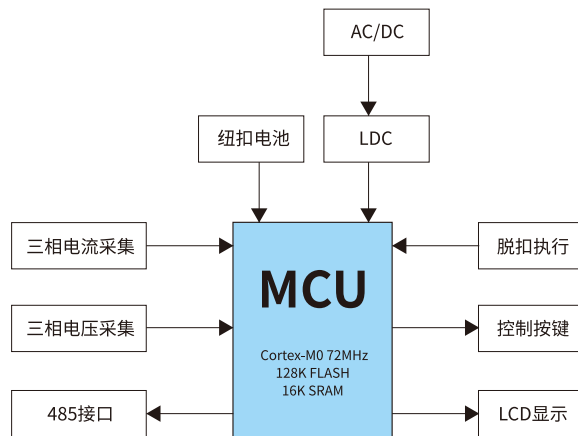 AC/DC
纽扣电池
LDC
三相电流采集
脱扣执行
MCU
三相电压采集
控制按键
Cortex-M0 72MHz
128K FLASH
16K SRAM
485接口
LCD显示